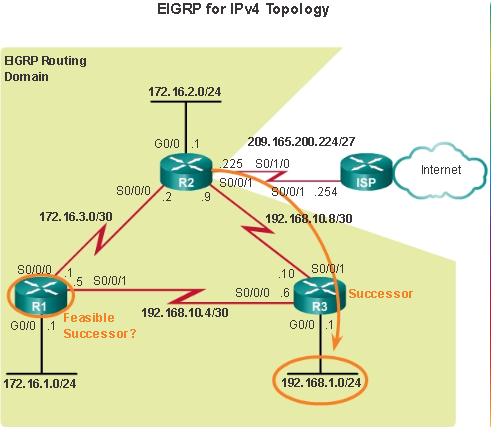 EIGRP for IPv4 Topology
EIGRP Routing
Domain
172.16.2.0/24
G0/0 .1
209.165.200.224/27
.225 S0/1/0
Internet
R2
S0/0/1
ISP
S0/0/0
.2
.9
S0/0/1 .254
172.16.3.0/30
192.168.10.8/30
S0/0/0 .1
.10 S0/0/1
.5 S0/0/1
S0/0/0 .6
Successor
R1
R3
192.168.10.4/30
Feasible
Successor?
G0/0 .1
G0/0 .1
172.16.1.0/24
192.168.1.0/24